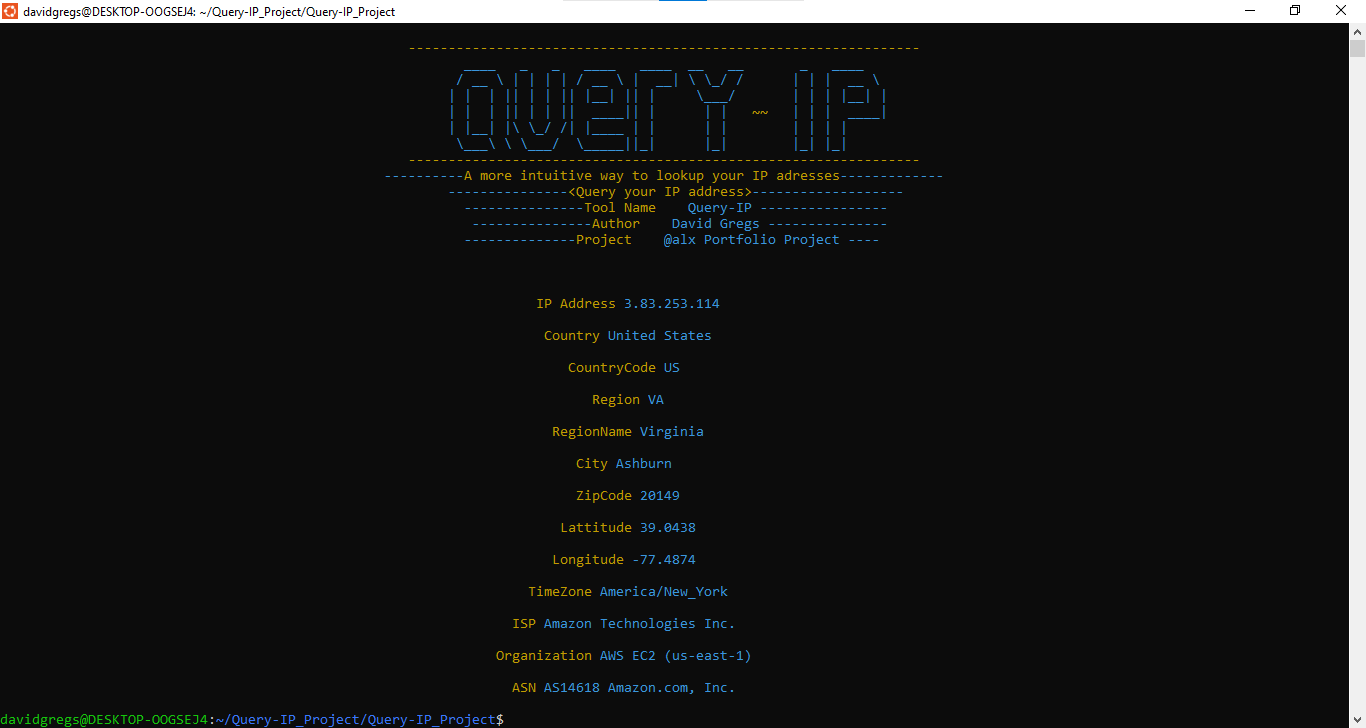 davidgregs@DESKTOP-OOGSEJ4: ~/Query-IP_Project/Query-IP_Project
QUERY ~~ IP
----------A more intuitive way to lookup your IP adresses-------------
---------------<Query your IP address>-------------------
---------------Tool Name    Query-IP ----------------
---------------Author    David Gregs ---------------
--------------Project    @alx Portfolio Project ----
IP Address 3.83.253.114
Country United States
CountryCode US
Region VA
RegionName Virginia
City Ashburn
ZipCode 20149
Lattitude 39.0438
Longitude -77.4874
TimeZone America/New_York
ISP Amazon Technologies Inc.
Organization AWS EC2 (us-east-1)
ASN AS14618 Amazon.com, Inc.
davidgregs@DESKTOP-OOGSEJ4:~/Query-IP_Project/Query-IP_Project$